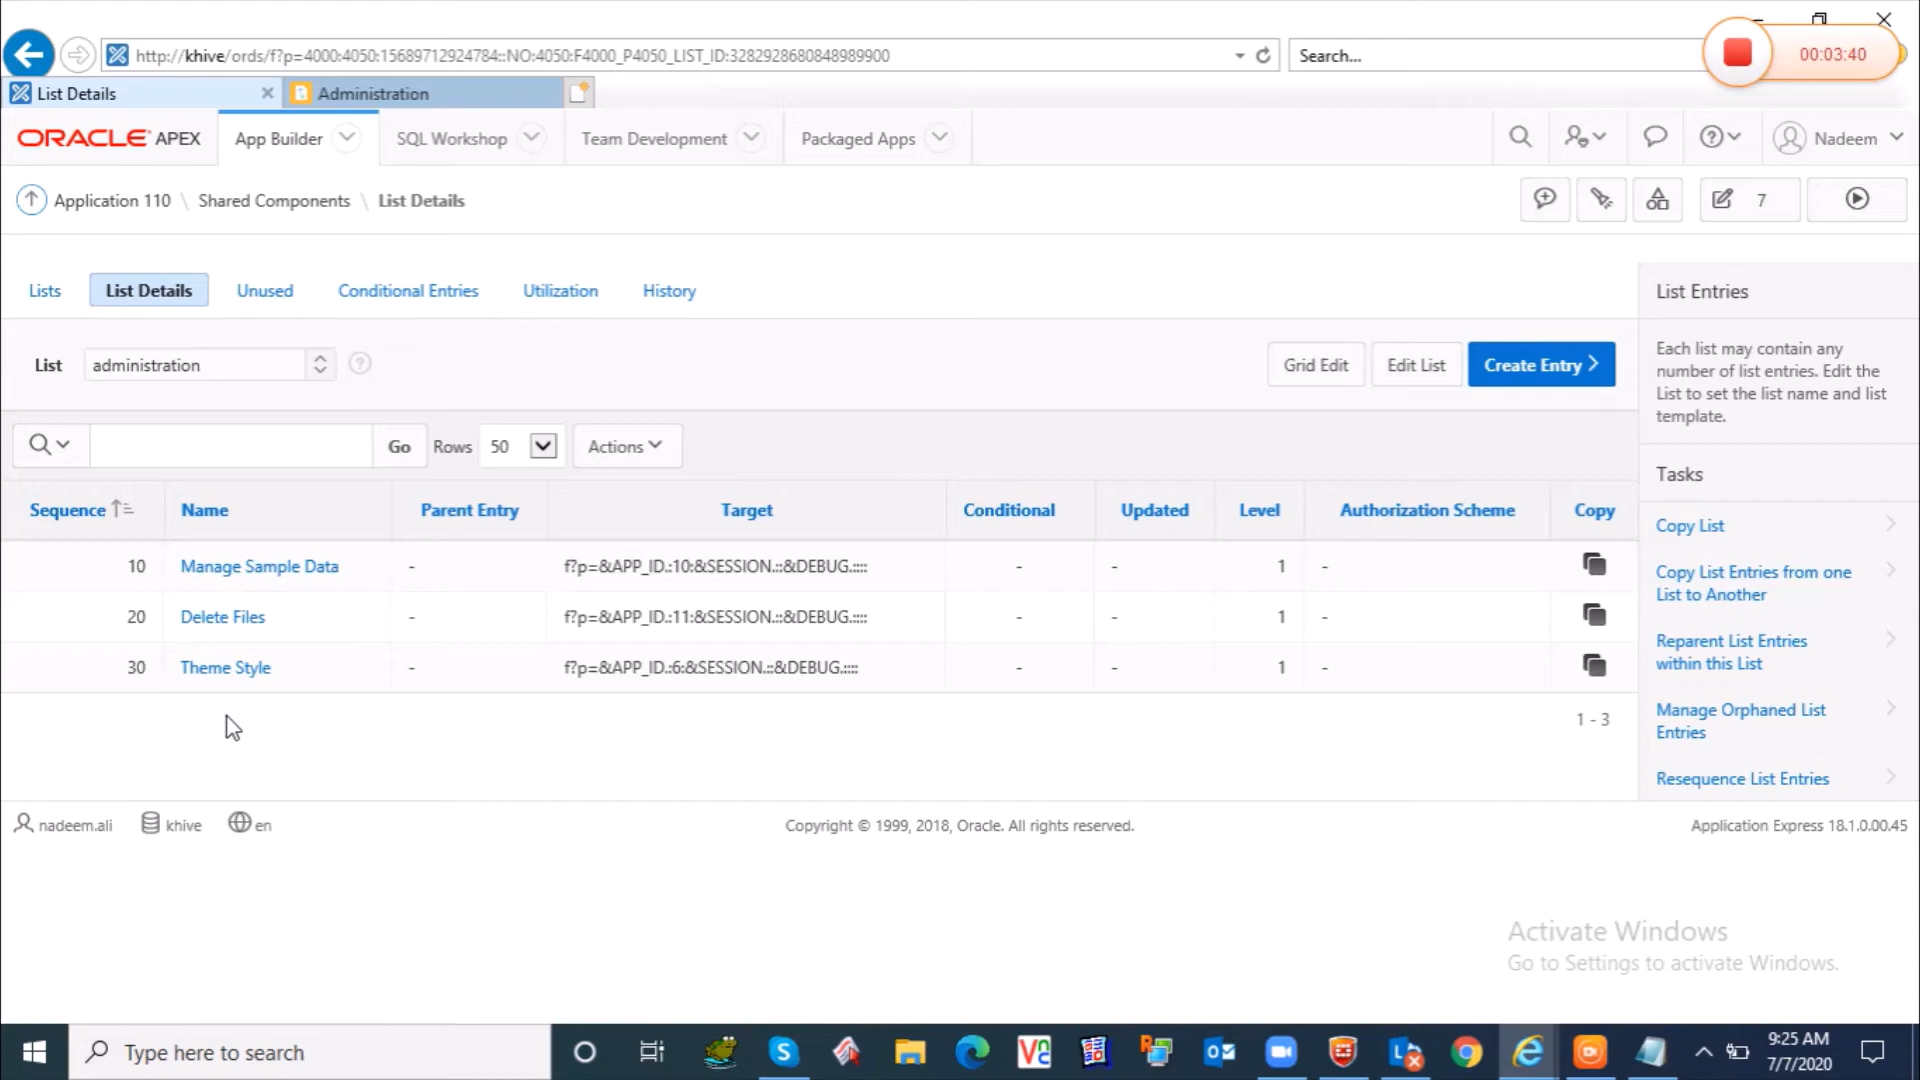 http://khive/ords/f?p=4000:4050:15689712924784::NO:4050:F4000_P4050_LIST_ID:3282928680848989900
Search...
00:03:40
List Details
Administration
ORACLE APEX
App Builder
SQL Workshop
Team Development
Packaged Apps
Nadeem
Application 110 \ Shared Components \ List Details
7
Lists
List Details
Unused
Conditional Entries
Utilization
History
List
administration
Grid Edit
Edit List
Create Entry
Go
Rows
50
Actions
Sequence Name Parent Entry Target Conditional Updated Level Authorization Scheme Copy
10 Manage Sample Data - f?p=&APP_ID.:10:&SESSION.::&DEBUG.:::: - - 1 -
20 Delete Files - f?p=&APP_ID.:11:&SESSION.::&DEBUG.:::: - - 1 -
30 Theme Style - f?p=&APP_ID.:6:&SESSION.::&DEBUG.:::: - - 1 -
1 - 3
List Entries
Each list may contain any
number of list entries. Edit the
List to set the list name and list
template.
Tasks
Copy List
Copy List Entries from one
List to Another
Reparent List Entries
within this List
Manage Orphaned List
Entries
Resequence List Entries
nadeem.ali
khive
en
Copyright © 1999, 2018, Oracle. All rights reserved.
Application Express 18.1.0.00.45
Activate Windows
Go to Settings to activate Windows.
Type here to search
9:25 AM
7/7/2020